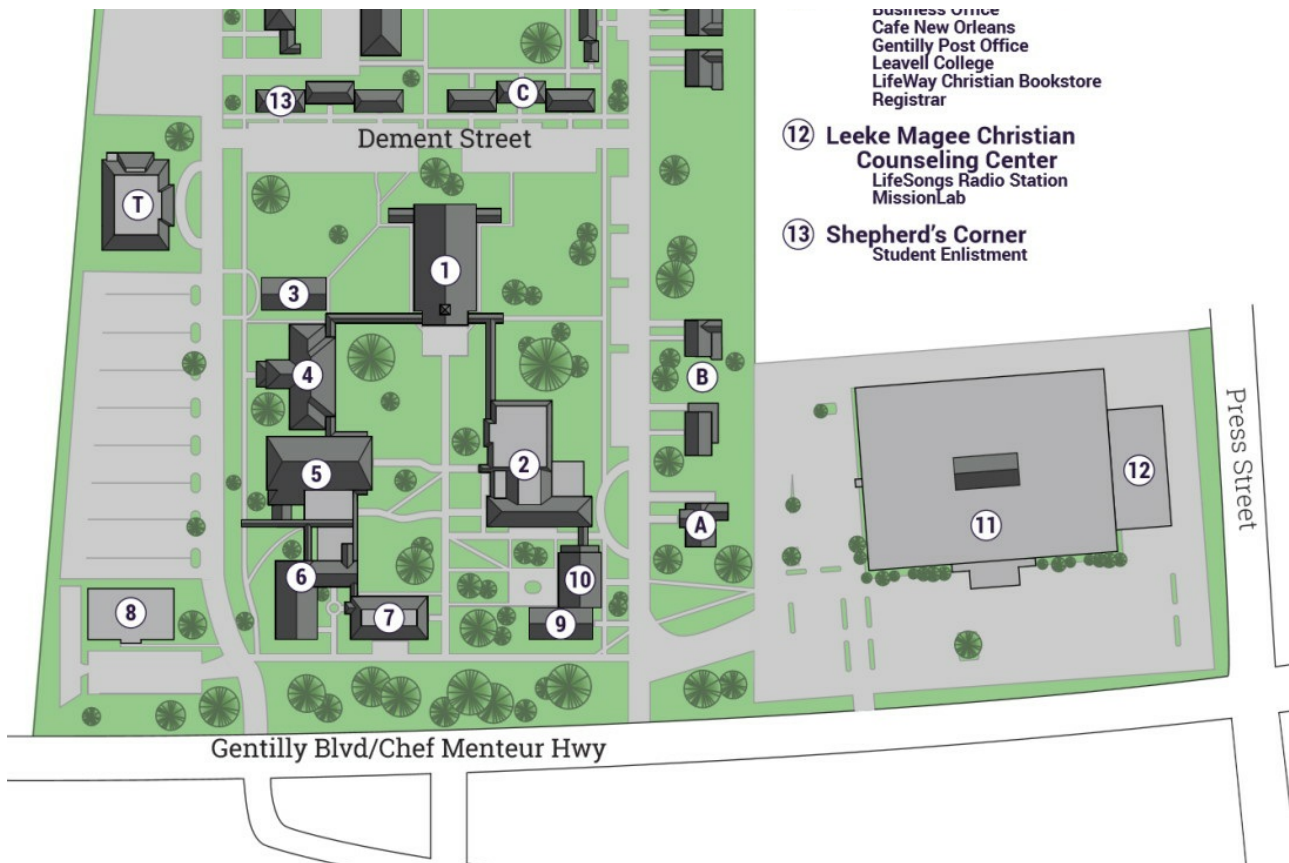 Business Office
Cafe New Orleans
Gentilly Post Office
Leavell College
LifeWay Christian Bookstore
Registrar
12 Leeke Magee Christian
Counseling Center
LifeSongs Radio Station
MissionLab
13 Shepherd's Corner
Student Enlistment
13
C
Dement Street
T
1
3
4
B
5
2
12
Press Street
A
11
6
10
8
7
9
Gentilly Blvd/Chef Menteur Hwy